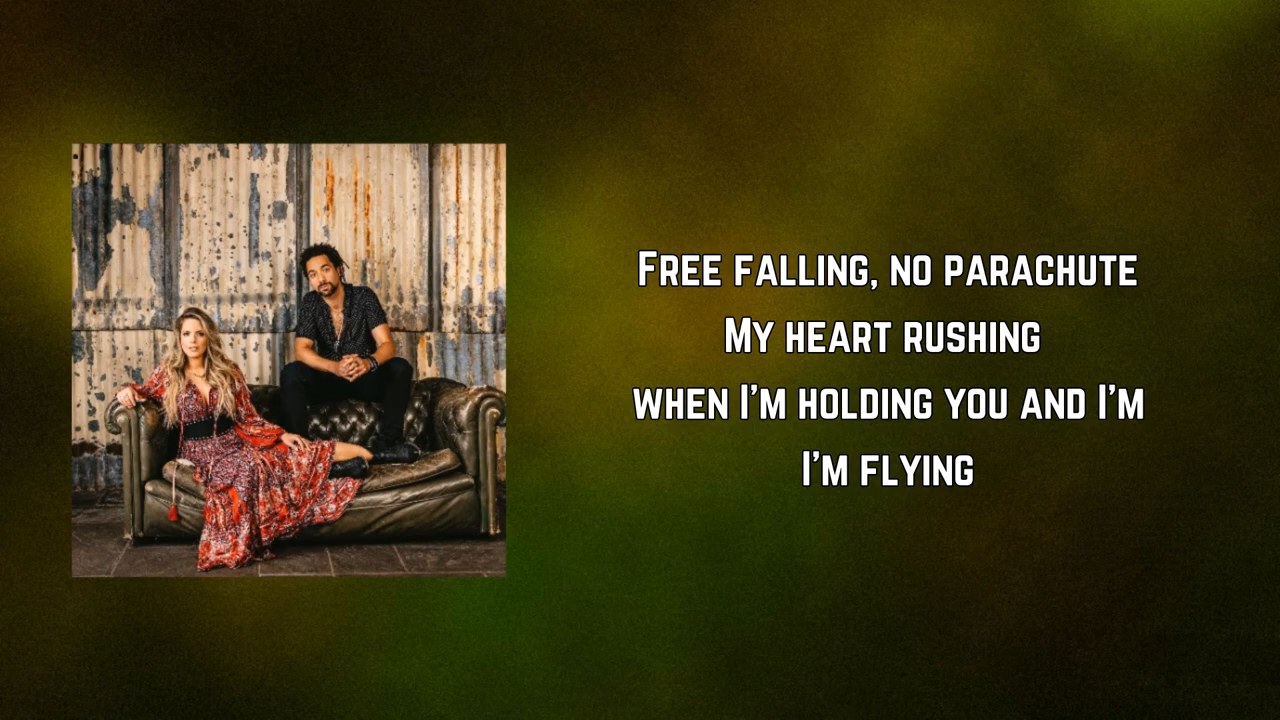 Free falling, no parachute
My heart rushing
when I'm holding you and I'm
I'm flying